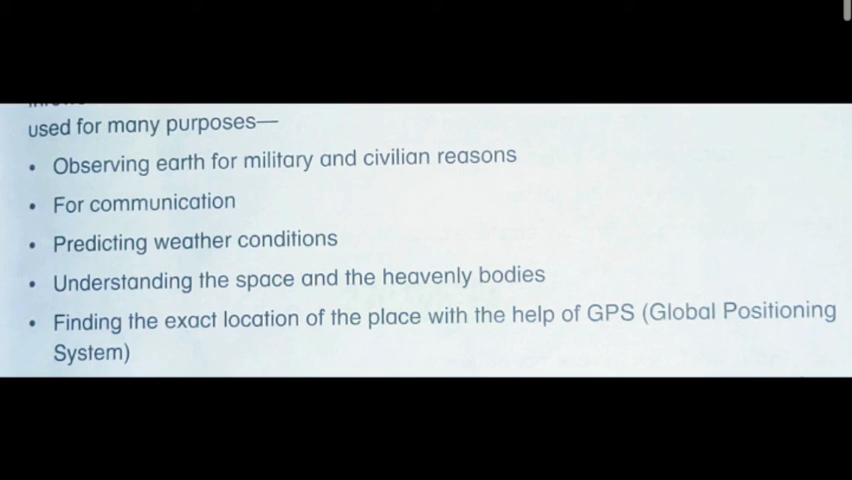 used for many purposes—
• Observing earth for military and civilian reasons
• For communication
• Predicting weather conditions
• Understanding the space and the heavenly bodies
• Finding the exact location of the place with the help of GPS (Global Positioning
System)